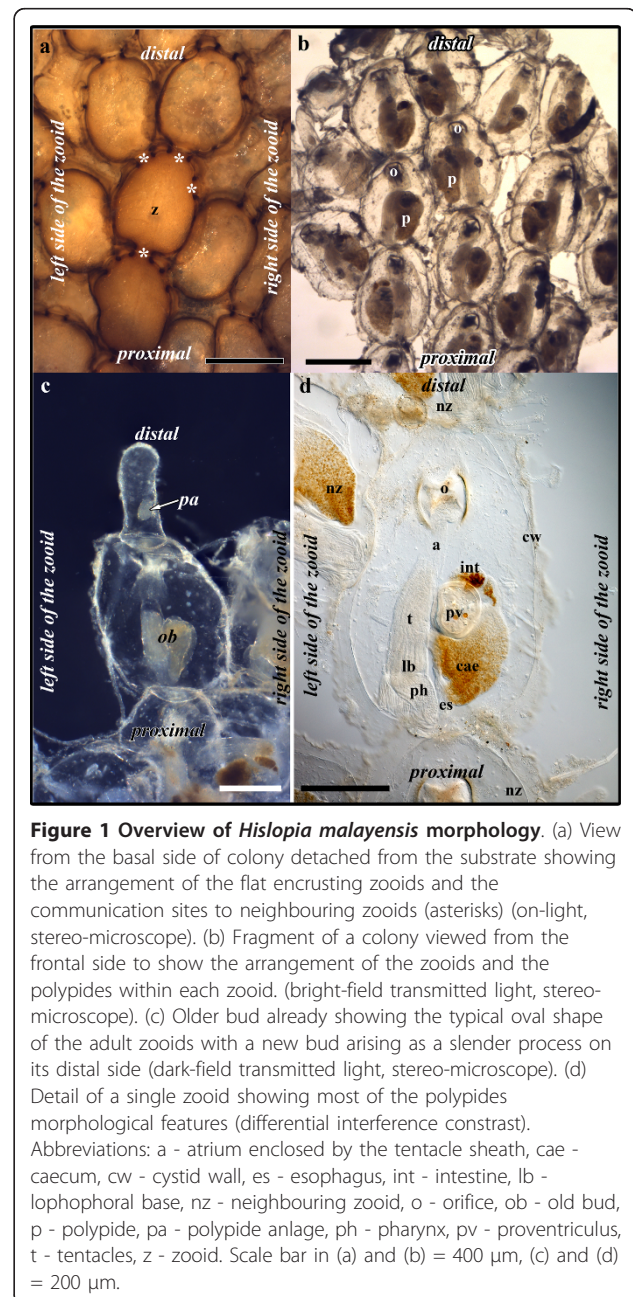 a
distal
left side of the zooid
*
*
*
z
*
right side of the zooid
proximal
b
distal
o
o
p
p
proximal
c
distal
pa
left side of the zooid
ob
right side of the zooid
proximal
d
distal
nz
nz
o
cw
a
int
left side of the zooid
t
pv
right side of the zooid
lb
cae
ph
es
proximal
nz
Figure 1 Overview of Hislopia malayensis morphology. (a) View
from the basal side of colony detached from the substrate showing
the arrangement of the flat encrusting zooids and the
communication sites to neighbouring zooids (asterisks) (on-light,
stereo-microscope). (b) Fragment of a colony viewed from the
frontal side to show the arrangement of the zooids and the
polypides within each zooid. (bright-field transmitted light, stereo-
microscope). (c) Older bud already showing the typical oval shape
of the adult zooids with a new bud arising as a slender process on
its distal side (dark-field transmitted light, stereo-microscope). (d)
Detail of a single zooid showing most of the polypides
morphological features (differential interference constrast).
Abbreviations: a - atrium enclosed by the tentacle sheath, cae -
caecum, cw - cystid wall, es - esophagus, int - intestine, lb -
lophophoral base, nz - neighbouring zooid, o - orifice, ob - old bud,
p - polypide, pa - polypide anlage, ph - pharynx, pv - proventriculus,
t - tentacles, z - zooid. Scale bar in (a) and (b) = 400 µm, (c) and (d)
= 200 µm.